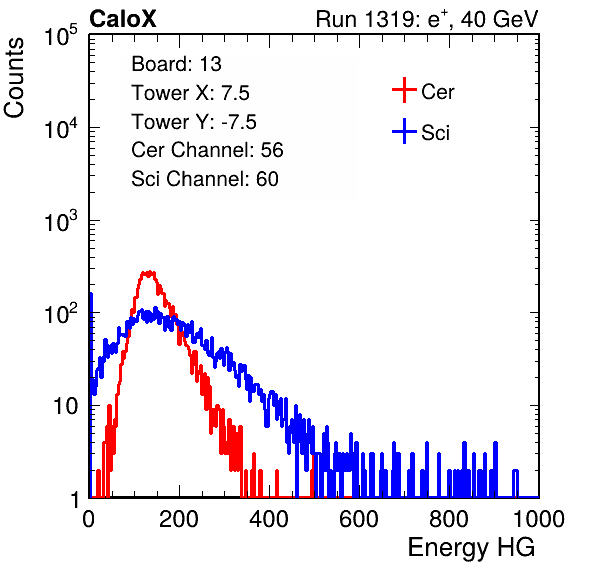 CaloX Run 1319: e⁺, 40 GeV
Counts
10⁵
10⁴
10³
10²
10
1
Board: 13
Tower X: 7.5
Tower Y: -7.5
Cer Channel: 56
Sci Channel: 60
Cer
Sci
0 200 400 600 800 1000
Energy HG